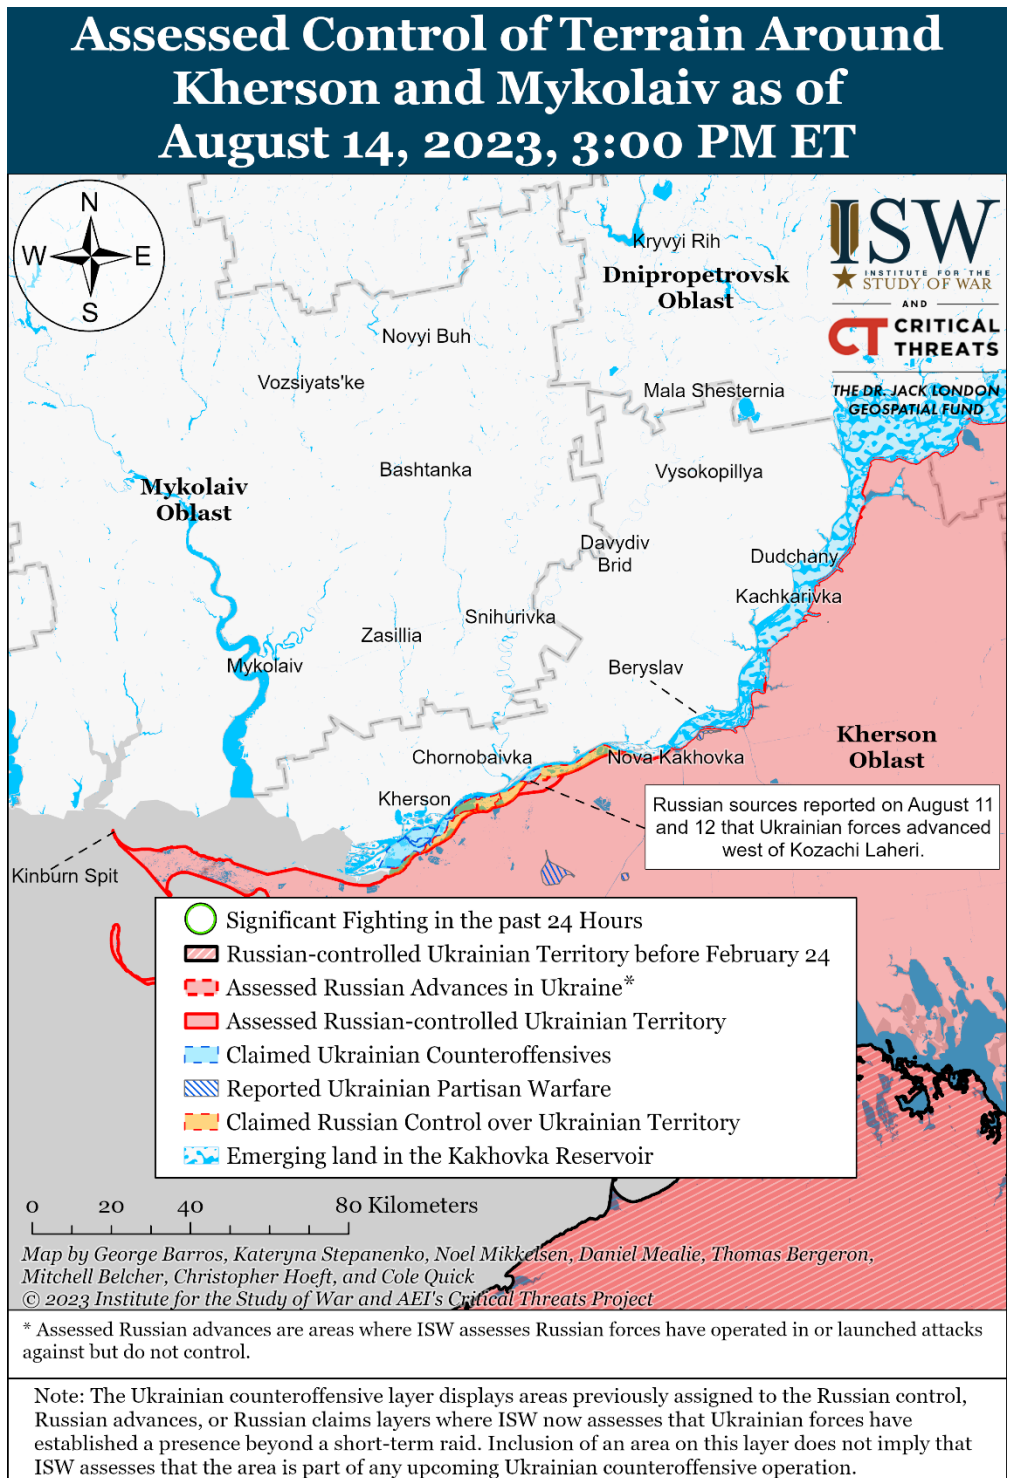 Assessed Control of Terrain Around
Kherson and Mykolaiv as of
August 14, 2023, 3:00 PM ET
N
W
E
S
ISW
INSTITUTE FOR THE
STUDY OF WAR
AND
CT CRITICAL
THREATS
THE DR. JACK LONDON
GEOSPATIAL FUND
Kryvyi Rih
Dnipropetrovsk
Oblast
Novyi Buh
Vozsiyats'ke
Mala Shesternia
Bashtanka
Vysokopillya
Mykolaiv
Oblast
Davydiv
Brid
Dudchany
Kachkarivka
Snihurivka
Zasillia
Mykolaiv
Beryslav
Kherson
Oblast
Chornobaivka
Nova Kakhovka
Kherson
Russian sources reported on August 11
and 12 that Ukrainian forces advanced
west of Kozachi Laheri.
Kinburn Spit
Significant Fighting in the past 24 Hours
Russian-controlled Ukrainian Territory before February 24
Assessed Russian Advances in Ukraine*
Assessed Russian-controlled Ukrainian Territory
Claimed Ukrainian Counteroffensives
Reported Ukrainian Partisan Warfare
Claimed Russian Control over Ukrainian Territory
Emerging land in the Kakhovka Reservoir
0 20 40 80 Kilometers
Map by George Barros, Kateryna Stepanenko, Noel Mikkelsen, Daniel Mealie, Thomas Bergeron,
Mitchell Belcher, Christopher Hoeft, and Cole Quick
© 2023 Institute for the Study of War and AEI's Critical Threats Project
* Assessed Russian advances are areas where ISW assesses Russian forces have operated in or launched attacks
against but do not control.
Note: The Ukrainian counteroffensive layer displays areas previously assigned to the Russian control,
Russian advances, or Russian claims layers where ISW now assesses that Ukrainian forces have
established a presence beyond a short-term raid. Inclusion of an area on this layer does not imply that
ISW assesses that the area is part of any upcoming Ukrainian counteroffensive operation.